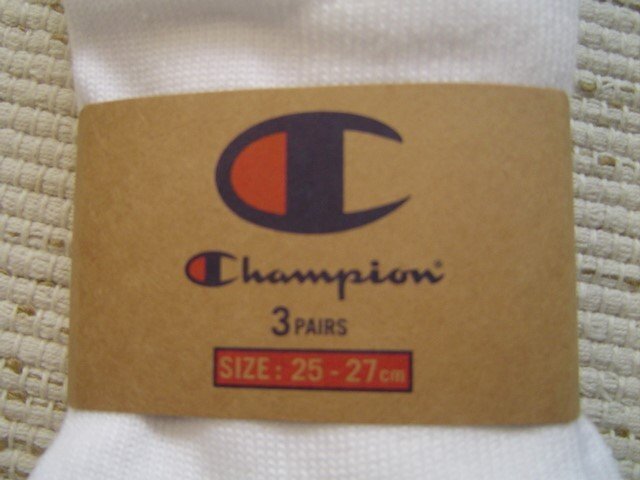 Champion®
3 PAIRS
SIZE: 25 - 27cm